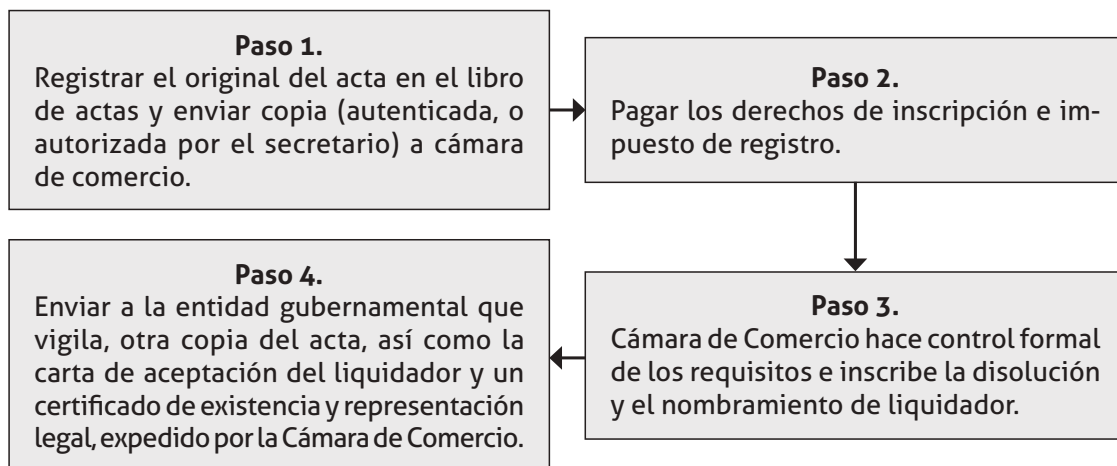 Paso 1.
Registrar el original del acta en el libro
de actas y enviar copia (autenticada, o
autorizada por el secretario) a cámara
de comercio.
Paso 2.
Pagar los derechos de inscripción e im-
puesto de registro.
Paso 3.
Cámara de Comercio hace control formal
de los requisitos e inscribe la disolución
y el nombramiento de liquidador.
Paso 4.
Enviar a la entidad gubernamental que
vigila, otra copia del acta, así como la
carta de aceptación del liquidador y un
certificado de existencia y representación
legal, expedido por la Cámara de Comercio.